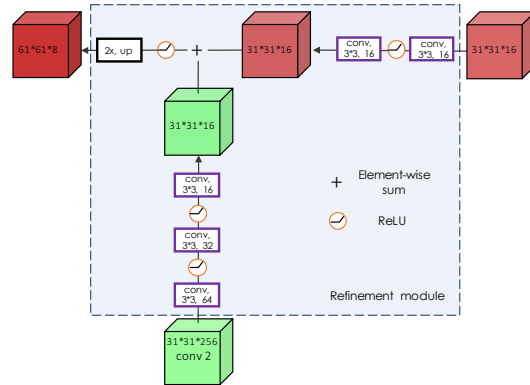 61*61*8
2x, up
+
31*31*16
conv,
3*3, 16
conv,
3*3, 16
31*31*16
31*31*16
conv,
3*3, 16
conv,
3*3, 32
conv,
3*3, 64
+ Element-wise
sum
ReLU
Refinement module
31*31*256
conv 2